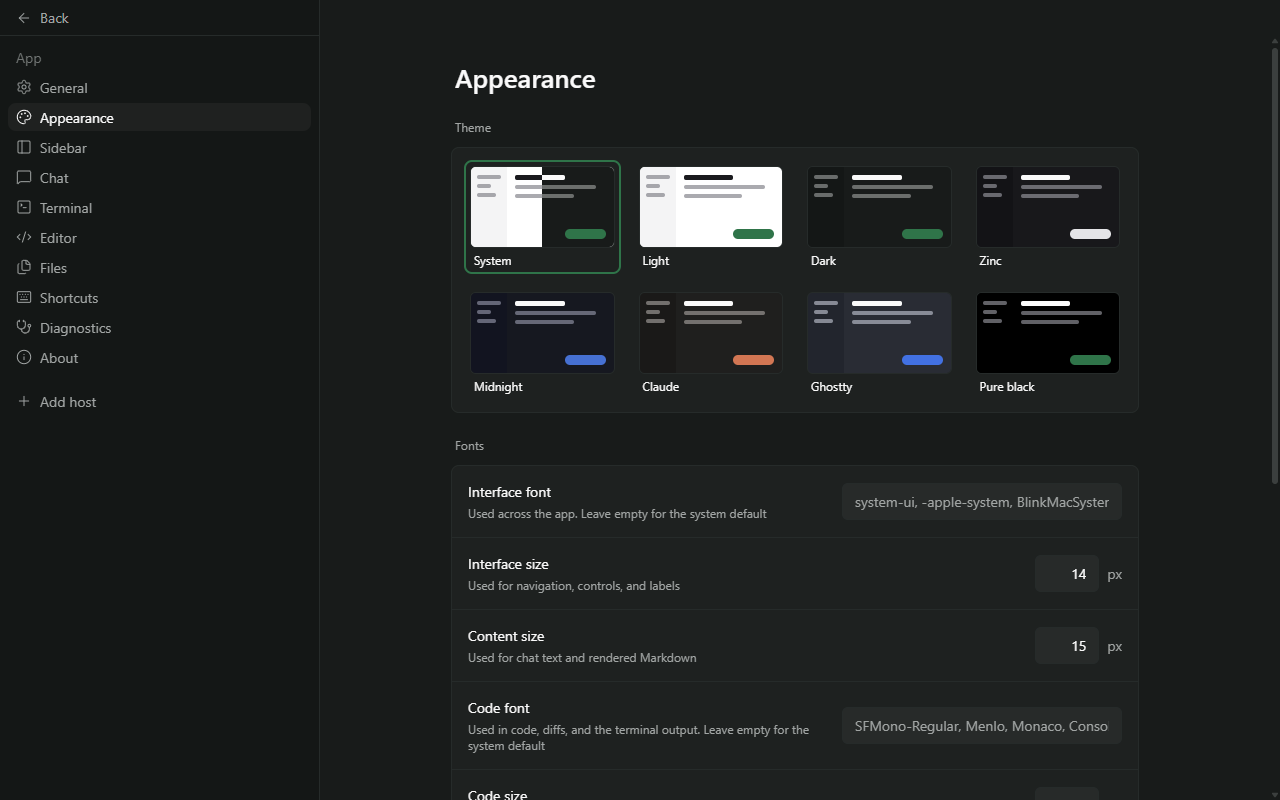 Back
App
General
Appearance
Sidebar
Chat
Terminal
Editor
Files
Shortcuts
Diagnostics
About
Add host
Appearance
Theme
System
Light
Dark
Zinc
Midnight
Claude
Ghostty
Pure black
Fonts
Interface font
Used across the app. Leave empty for the system default
system-ui, -apple-system, BlinkMacSyster
Interface size
Used for navigation, controls, and labels
14 px
Content size
Used for chat text and rendered Markdown
15 px
Code font
Used in code, diffs, and the terminal output. Leave empty for the
system default
SFMono-Regular, Menlo, Monaco, Conso
Code size